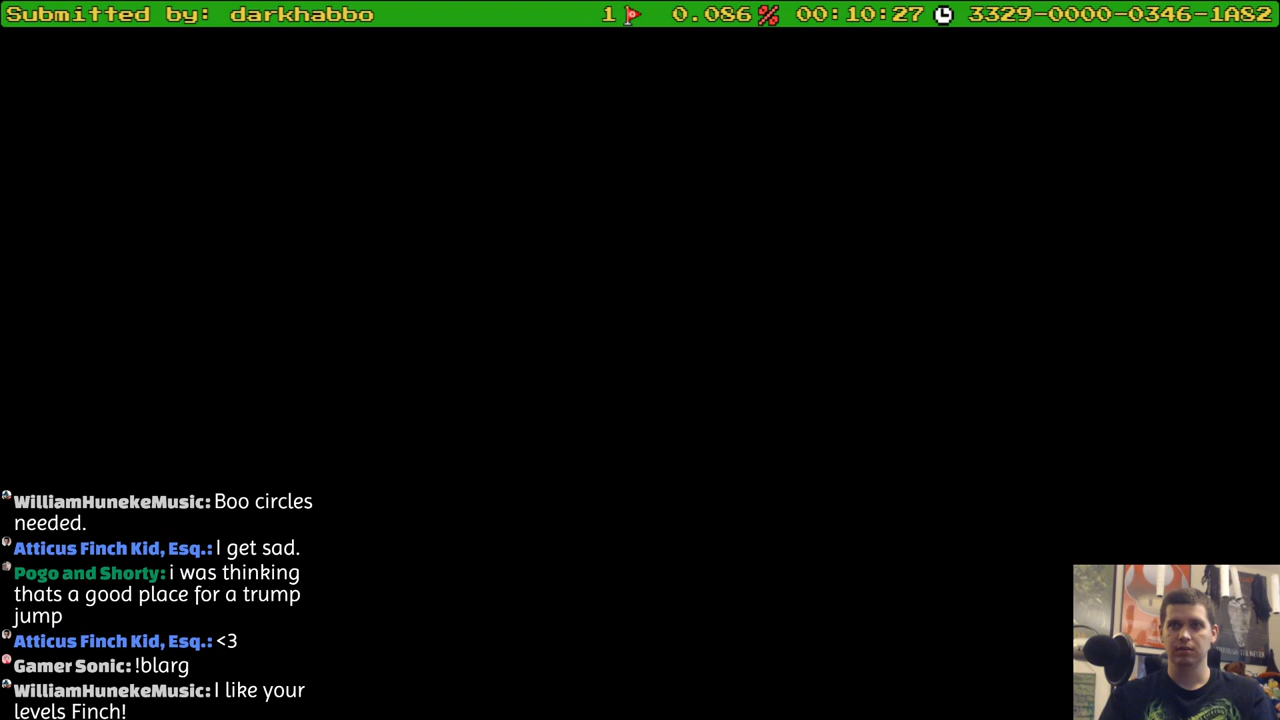 Submitted by: darkhabbo 1 0.086% 00:10:27 3329-0000-0346-1A82
WilliamHunekeMusic: Boo circles
needed.
Atticus Finch Kid, Esq.: I get sad.
Pogo and Shorty: i was thinking
thats a good place for a trump
jump
Atticus Finch Kid, Esq.: <3
Gamer Sonic: !blarg
WilliamHunekeMusic: I like your
levels Finch!